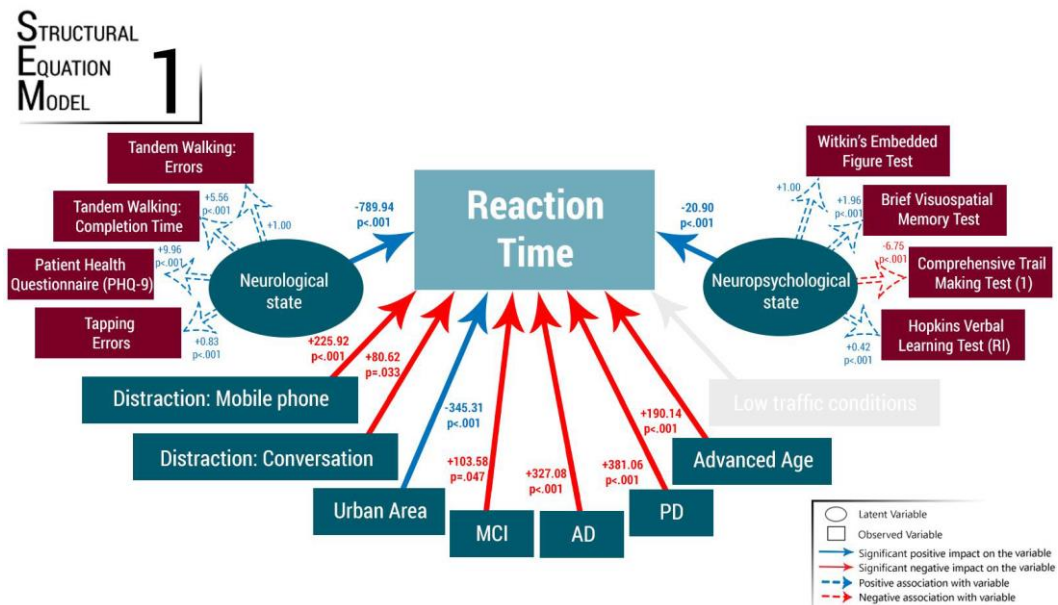 STRUCTURAL
EQUATION
MODEL
1
Tandem Walking:
Errors
Tandem Walking:
Completion Time
Patient Health
Questionnaire (PHQ-9)
Tapping
Errors
+5.56
p<.001
+1.00
+9.96
p<.001
+0.83
p<.001
Neurological
state
-789.94
p<.001
Reaction
Time
-20.90
p<.001
Neuropsychological
state
Witkin's Embedded
Figure Test
Brief Visuospatial
Memory Test
Comprehensive Trail
Making Test (1)
Hopkins Verbal
Learning Test (RI)
+1.00
+1.96
p<.001
-6.75
p<.001
+0.42
p<.001
+225.92
p<.001
+80.62
p=.033
-345.31
p<.001
+103.58
p=.047
+327.08
p<.001
+381.06
p<.001
+190.14
p<.001
Distraction: Mobile phone
Distraction: Conversation
Urban Area
MCI
AD
PD
Advanced Age
Low traffic conditions
Latent Variable
Observed Variable
Significant positive impact on the variable
Significant negative impact on the variable
Positive association with variable
Negative association with variable